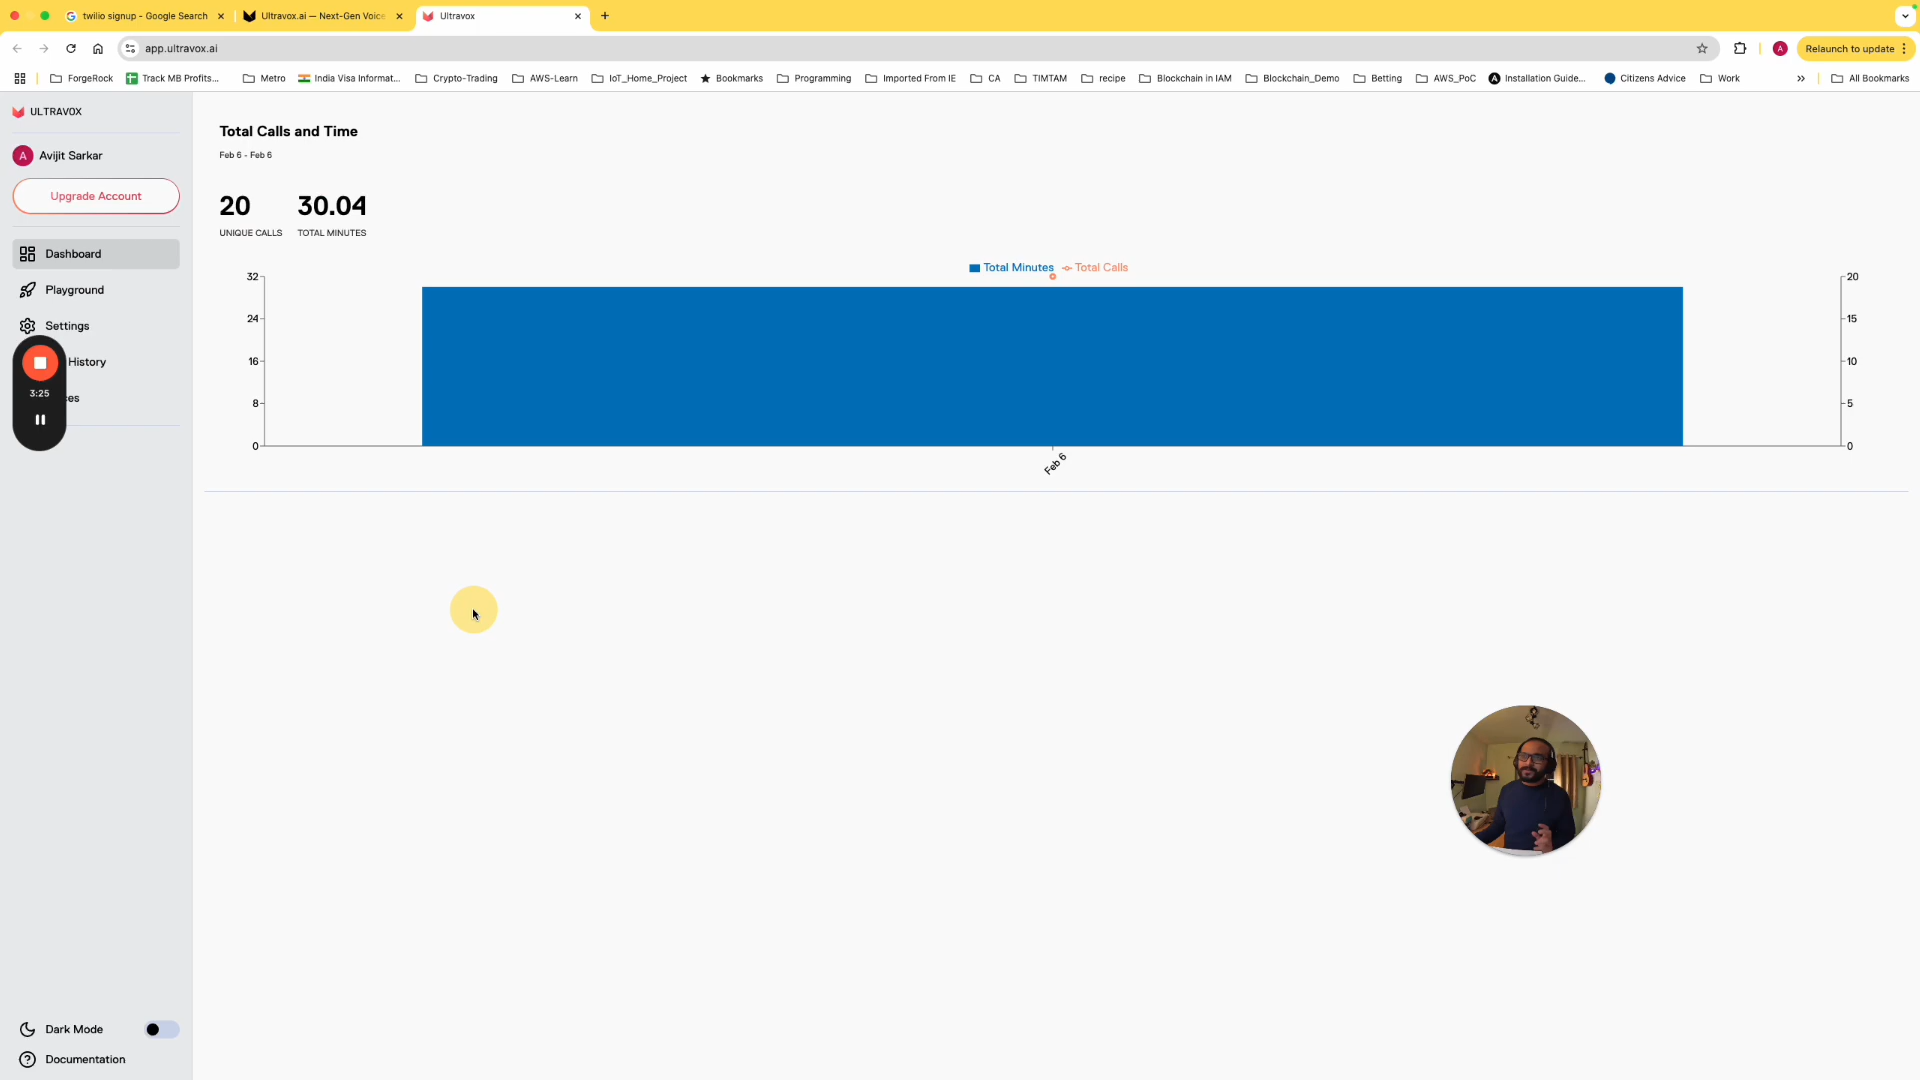 twilio signup - Google Search
Ultravox.ai — Next-Gen Voice
Ultravox
app.ultravox.ai
A
Relaunch to update
ForgeRock
Track MB Profits...
Metro
India Visa Informat...
Crypto-Trading
AWS-Learn
IoT_Home_Project
Bookmarks
Programming
Imported From IE
CA
TIMTAM
recipe
Blockchain in IAM
Blockchain_Demo
Betting
AWS_PoC
Installation Guide...
Citizens Advice
Work
All Bookmarks
ULTRAVOX
A Avijit Sarkar
Upgrade Account
Dashboard
Playground
Settings
History
ces
3:25
Dark Mode
Documentation
Total Calls and Time
Feb 6 - Feb 6
20 30.04
UNIQUE CALLS TOTAL MINUTES
Total Minutes Total Calls
32 20
24 15
16 10
8 5
0 0
Feb 6